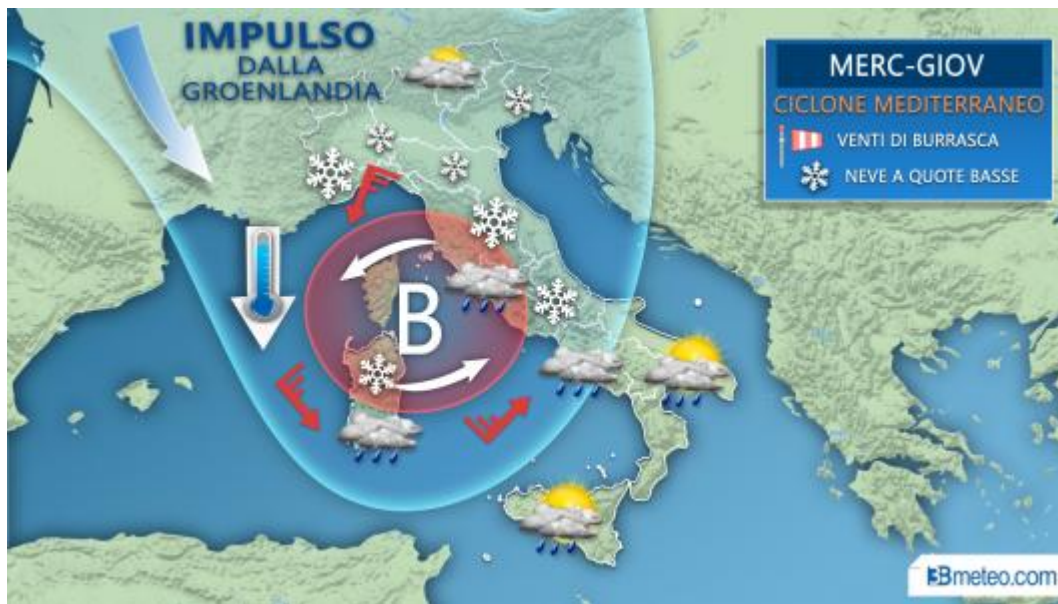 IMPULSO
DALLA
GROENLANDIA
MERC-GIOV
CICLONE MEDITERRANEO
VENTI DI BURRASCA
NEVE A QUOTE BASSE
B
3Bmeteo.com